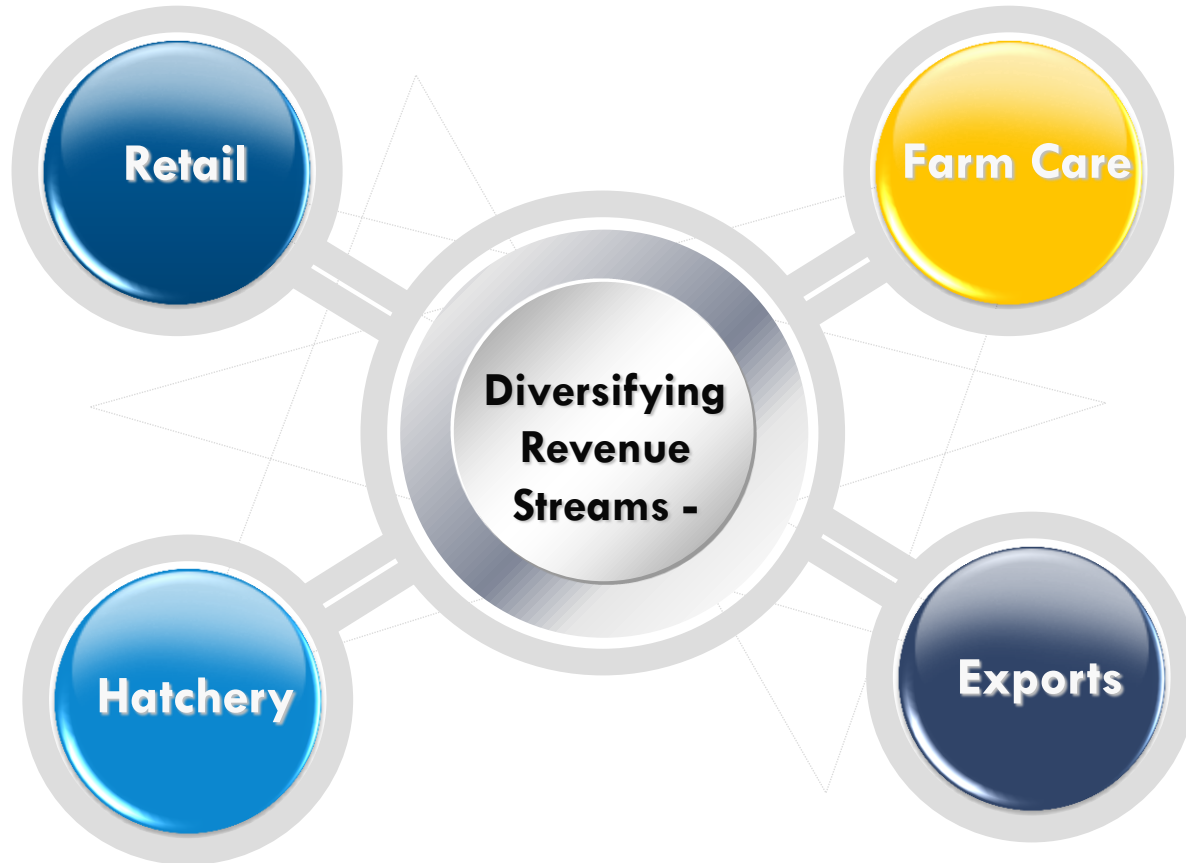 Retail
Farm Care
Diversifying
Revenue
Streams -
Hatchery
Exports